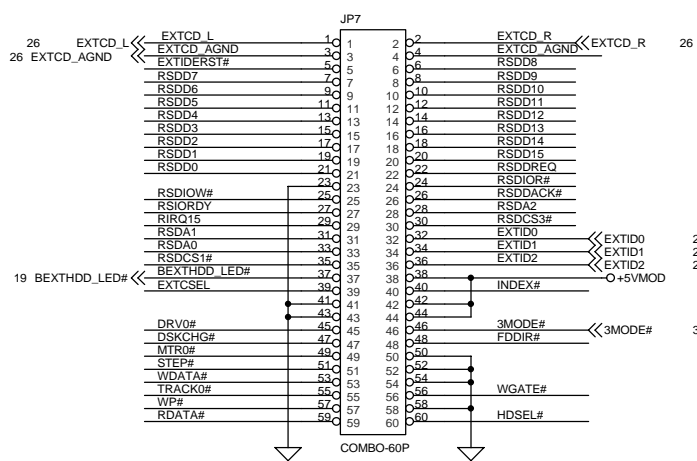 JP7
26 EXTCD_L EXTCD_L 1 1 2 2 EXTCD_R EXTCD_R 26
26 EXTCD_AGND EXTCD_AGND 3 3 4 4 EXTCD_AGND
EXTIDERST# 5 5 6 6 RSDD8
RSDD7 7 7 8 8 RSDD9
RSDD6 9 9 10 10 RSDD10
RSDD5 11 11 12 12 RSDD11
RSDD4 13 13 14 14 RSDD12
RSDD3 15 15 16 16 RSDD13
RSDD2 17 17 18 18 RSDD14
RSDD1 19 19 20 20 RSDD15
RSDD0 21 21 22 22 RSDDREQ
23 23 24 24 RSDIOR#
RSDIOW# 25 25 26 26 RSDDACK#
RSIORDY 27 27 28 28 RSDA2
RIRQ15 29 29 30 30 RSDCS3#
RSDA1 31 31 32 32 EXTID0 EXTID0 2
RSDA0 33 33 34 34 EXTID1 EXTID1 2
RSDCS1# 35 35 36 36 EXTID2 EXTID2 2
19 BEXTHDD_LED# BEXTHDD_LED# 37 37 38 38 +5VMOD
EXTCSEL 39 39 40 40 INDEX#
41 41 42 42
43 43 44 44
DRV0# 45 45 46 46 3MODE# 3MODE#
DSKCHG# 47 47 48 48 FDDIR#
MTR0# 49 49 50 50
STEP# 51 51 52 52
WDATA# 53 53 54 54
TRACK0# 55 55 56 56 WGATE#
WP# 57 57 58 58
RDATA# 59 59 60 60 HDSEL#
COMBO-60P